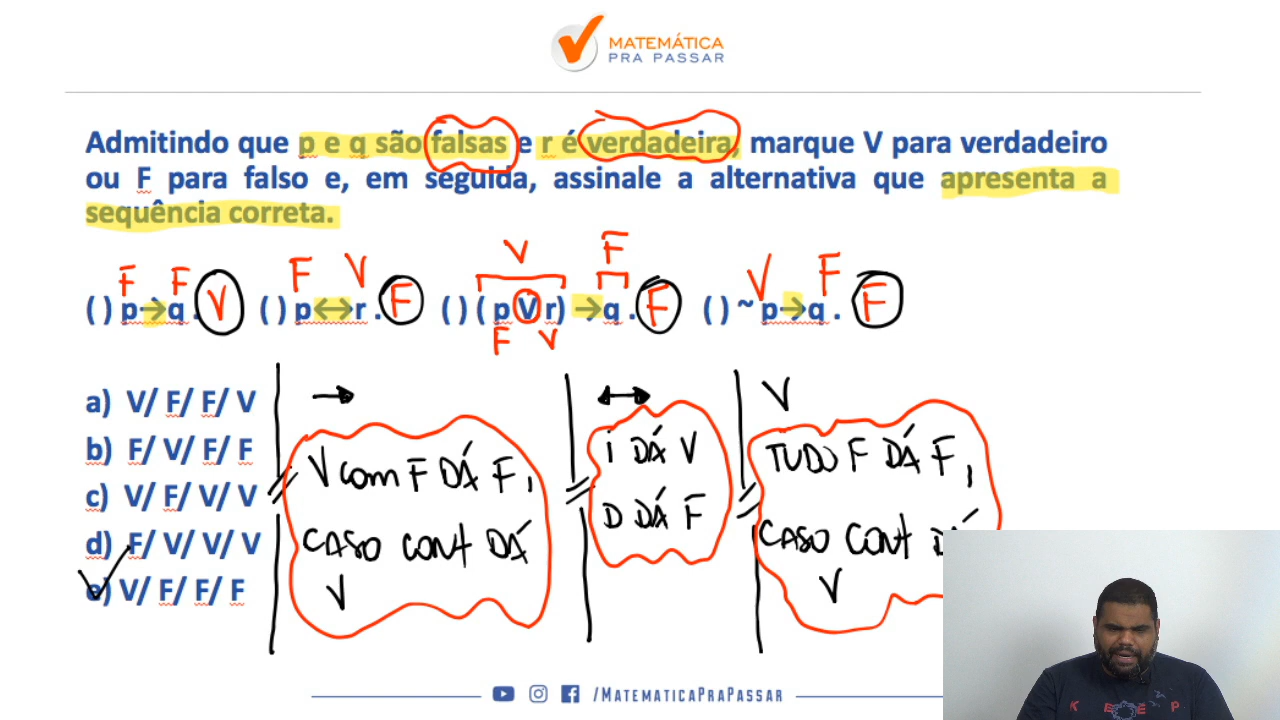 MATEMÁTICA
PRA PASSAR
Admitindo que p e q são falsas e r é verdadeira, marque V para verdadeiro
ou F para falso e, em seguida, assinale a alternativa que apresenta a
sequência correta.
V F
F F F V V F
( ) p→q. V ( ) p↔r . F ( ) ( p V r) →q . F ( ) ~ p→q . F
F V
a) V/ F/ F/ V
b) F/ V/ F/ F
c) V/ F/ V/ V
d) F/ V/ V/ V
e) V/ F/ F/ F
→
V com F DÁ F,
CASO CONT DÁ
V
↔
i DÁ V
D DÁ F
V
TUDO F DÁ F,
CASO CONT
V
/MATEMATICAPRAPASSAR